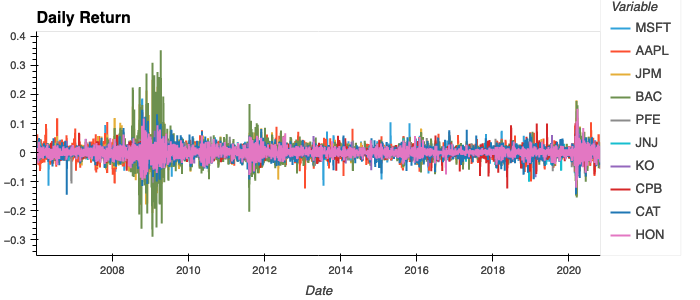 Daily Return
Variable
MSFT
AAPL
JPM
BAC
PFE
JNJ
KO
CPB
CAT
HON
0.4
0.3
0.2
0.1
0
−0.1
−0.2
−0.3
2008 2010 2012 2014 2016 2018 2020
Date